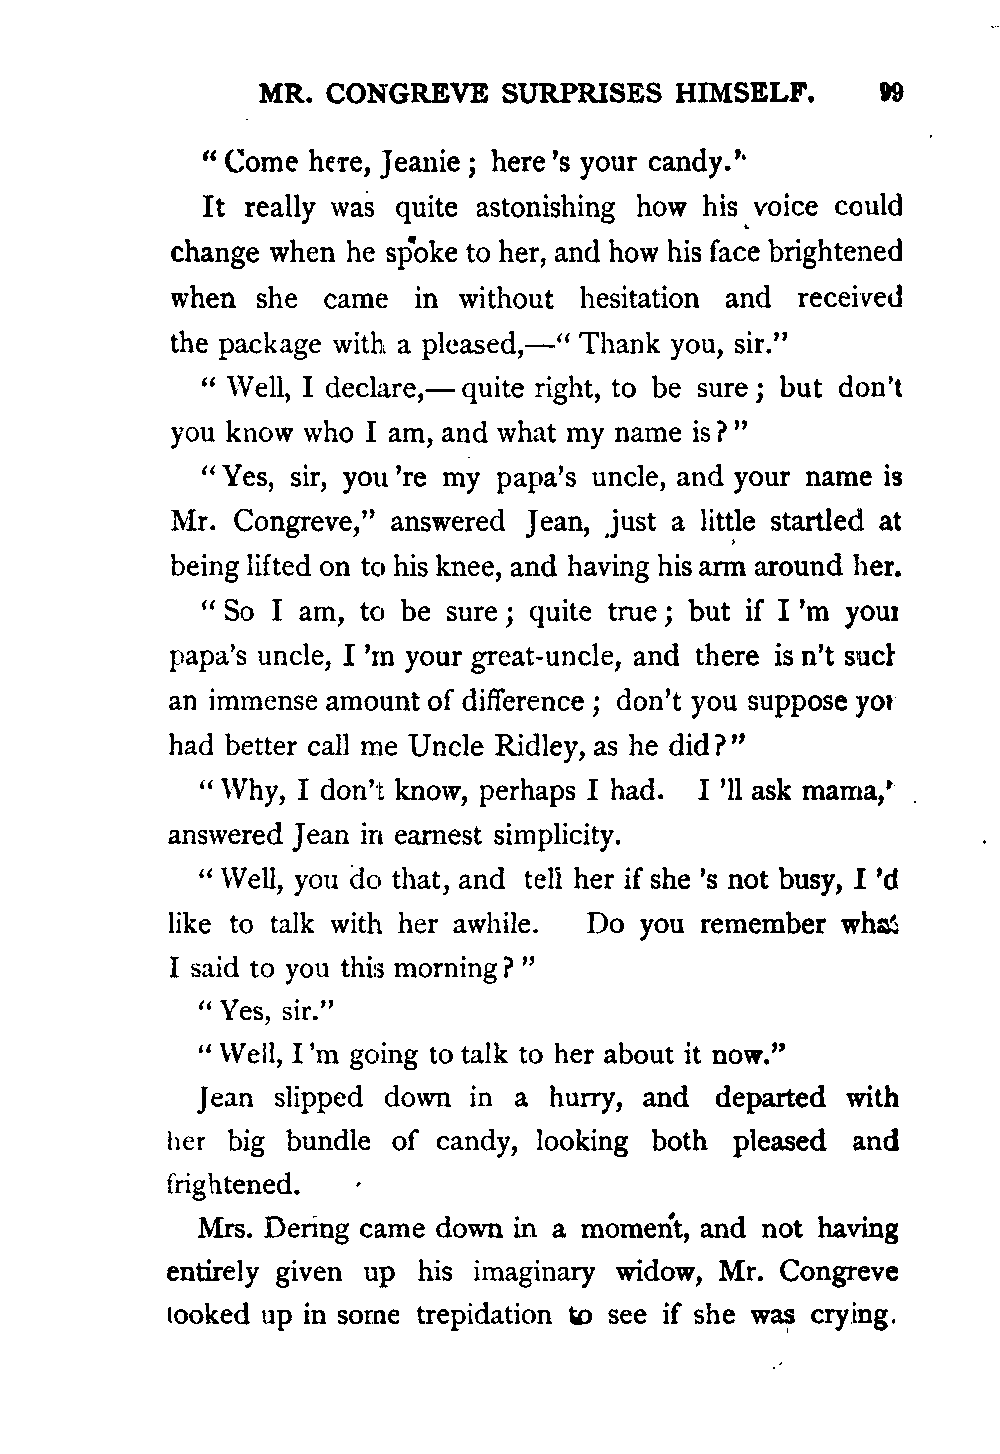 MR. CONGREVE SURPRISES HIMSELF. 99
“Come here, Jeanie; here's your candy.”
It really was quite astonishing how his voice could
change when he spoke to her, and how his face brightened
when she came in without hesitation and received
the package with a pleased,—“Thank you, sir.”
“Well, I declare,—quite right, to be sure; but don't
you know who I am, and what my name is?”
“Yes, sir, you're my papa's uncle, and your name is
Mr. Congreve,” answered Jean, just a little startled at
being lifted on to his knee, and having his arm around her.
“So I am, to be sure; quite true; but if I'm your
papa's uncle, I'm your great-uncle, and there isn't such
an immense amount of difference; don't you suppose you
had better call me Uncle Ridley, as he did?”
“Why, I don't know, perhaps I had. I'll ask mama,”
answered Jean in earnest simplicity.
“Well, you do that, and tell her if she's not busy, I'd
like to talk with her awhile. Do you remember what
I said to you this morning?”
“Yes, sir.”
“Well, I'm going to talk to her about it now.”
Jean slipped down in a hurry, and departed with
her big bundle of candy, looking both pleased and
frightened.
Mrs. Dering came down in a moment, and not having
entirely given up his imaginary widow, Mr. Congreve
looked up in some trepidation to see if she was crying.